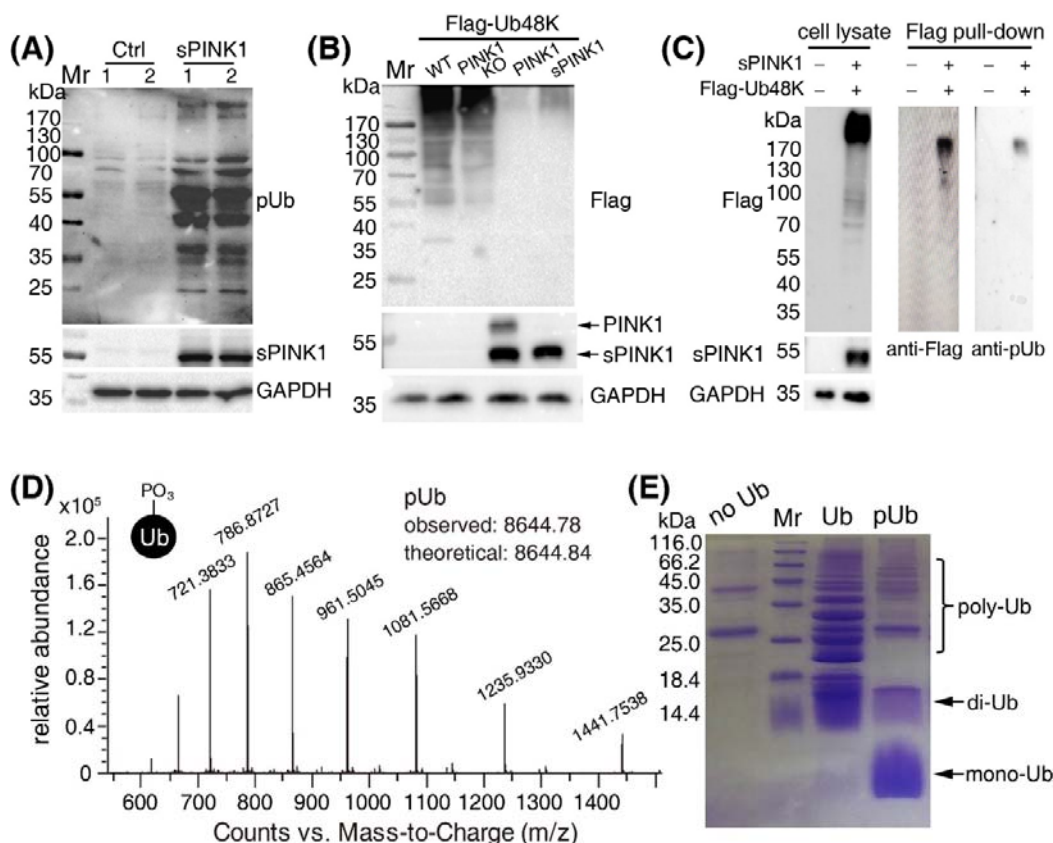 (A)
Ctrl sPINK1
Mr 1 2 1 2
kDa
170
130
100
70
55
40
35
25
pUb
55
sPINK1
35
GAPDH
(B)
Flag-Ub48K
Mr WT PINK1 KO PINK1 sPINK1
kDa
170
130
100
70
55
40
35
25
Flag
55
PINK1
sPINK1
35
GAPDH
(C)
cell lysate Flag pull-down
sPINK1 – + – + – +
Flag-Ub48K – + – + – +
kDa
170
130
100
Flag
70
55
40
35
anti-Flag anti-pUb
sPINK1 55
GAPDH 35
(D)
PO3
Ub
x10⁵
2.0
1.6
1.2
0.8
0.4
0
relative abundance
721.3833
786.8727
865.4564
961.5045
1081.5668
1235.9330
1441.7538
pUb
observed: 8644.78
theoretical: 8644.84
600 700 800 900 1000 1100 1200 1300 1400
Counts vs. Mass-to-Charge (m/z)
(E)
kDa no Ub Mr Ub pUb
116.0
66.2
45.0
35.0
25.0
18.4
14.4
poly-Ub
di-Ub
mono-Ub